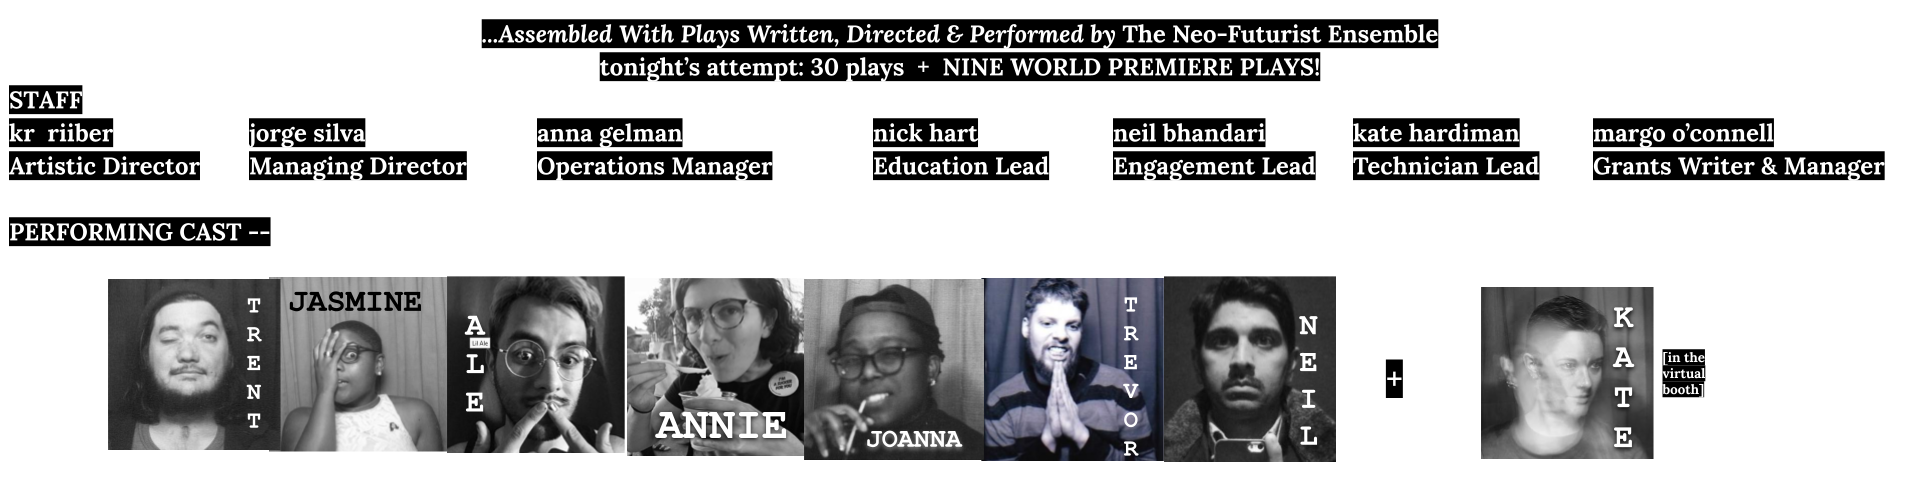 ...Assembled With Plays Written, Directed & Performed by The Neo-Futurist Ensemble
tonight's attempt: 30 plays + NINE WORLD PREMIERE PLAYS!
STAFF
kr riiber jorge silva anna gelman nick hart neil bhandari kate hardiman margo o'connell
Artistic Director Managing Director Operations Manager Education Lead Engagement Lead Technician Lead Grants Writer & Manager
PERFORMING CAST --
TRENT
JASMINE
ALE
Lil Ale
ANNIE
JOANNA
TREVOR
NEIL
+
KATE
[in the
virtual
booth]